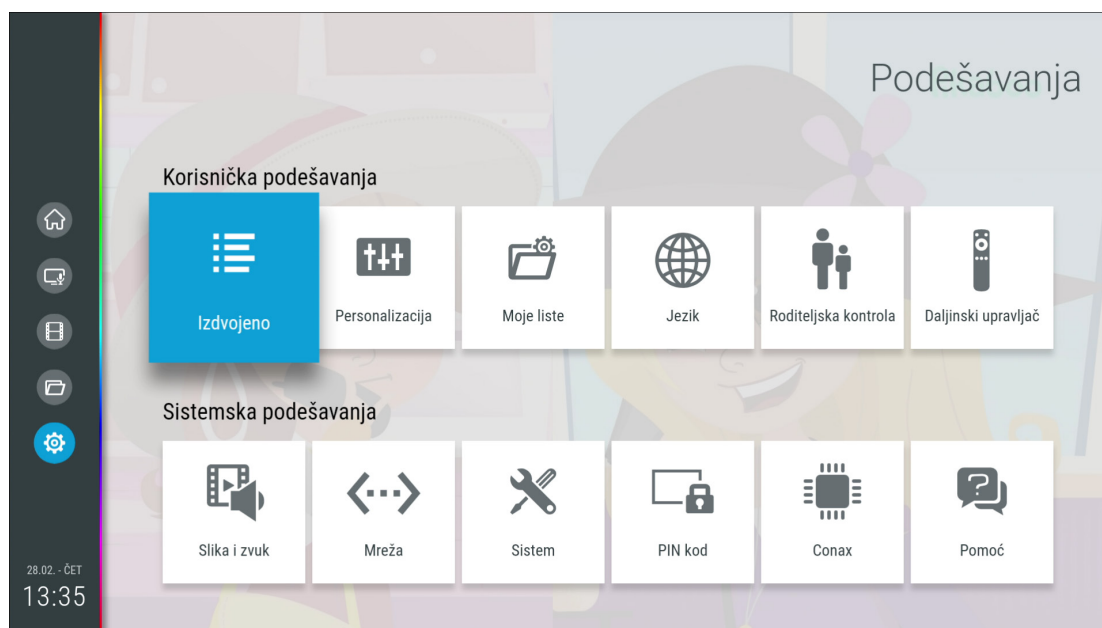 Podešavanja
Korisnička podešavanja
Izdvojeno
Personalizacija
Moje liste
Jezik
Roditeljska kontrola
Daljinski upravljač
Sistemska podešavanja
Slika i zvuk
Mreža
Sistem
PIN kod
Conax
Pomoć
28.02. - ČET
13:35